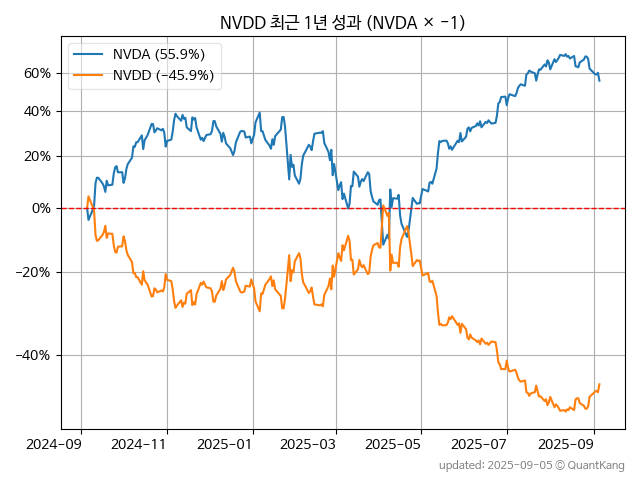 NVDD 최근 1년 성과 (NVDA × −1)
NVDA (55.9%)
NVDD (−45.9%)
60%
40%
20%
0%
−20%
−40%
2024-09 2024-11 2025-01 2025-03 2025-05 2025-07 2025-09
updated: 2025-09-05 © QuantKang